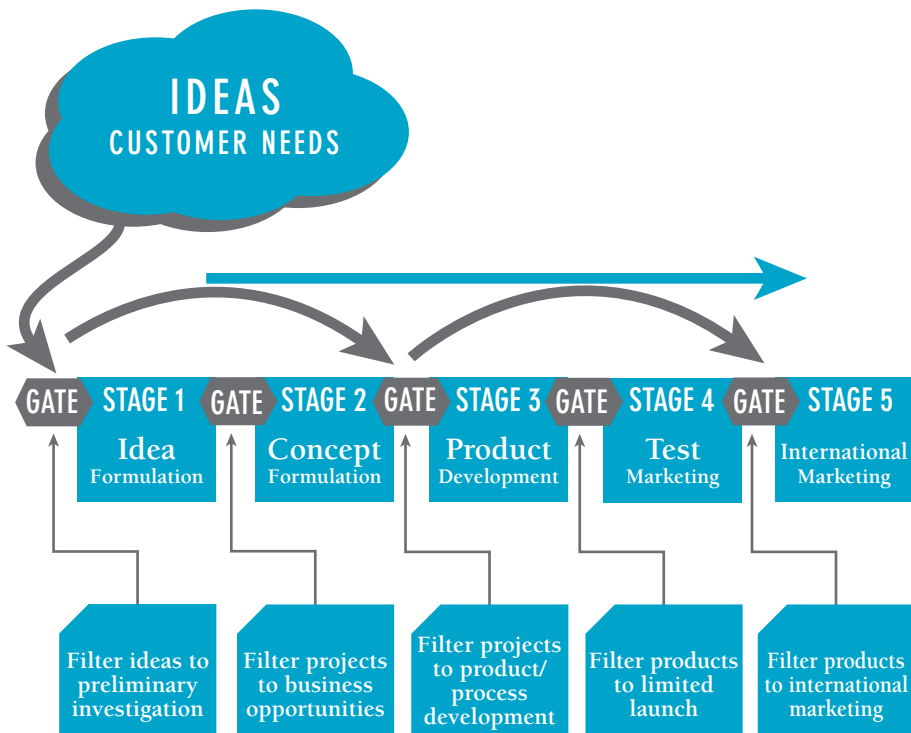 IDEAS
CUSTOMER NEEDS
GATE
STAGE 1
Idea
Formulation
GATE
STAGE 2
Concept
Formulation
GATE
STAGE 3
Product
Development
GATE
STAGE 4
Test
Marketing
GATE
STAGE 5
International
Marketing
Filter ideas to
preliminary
investigation
Filter projects
to business
opportunities
Filter projects
to product/
process
development
Filter products
to limited
launch
Filter products
to international
marketing